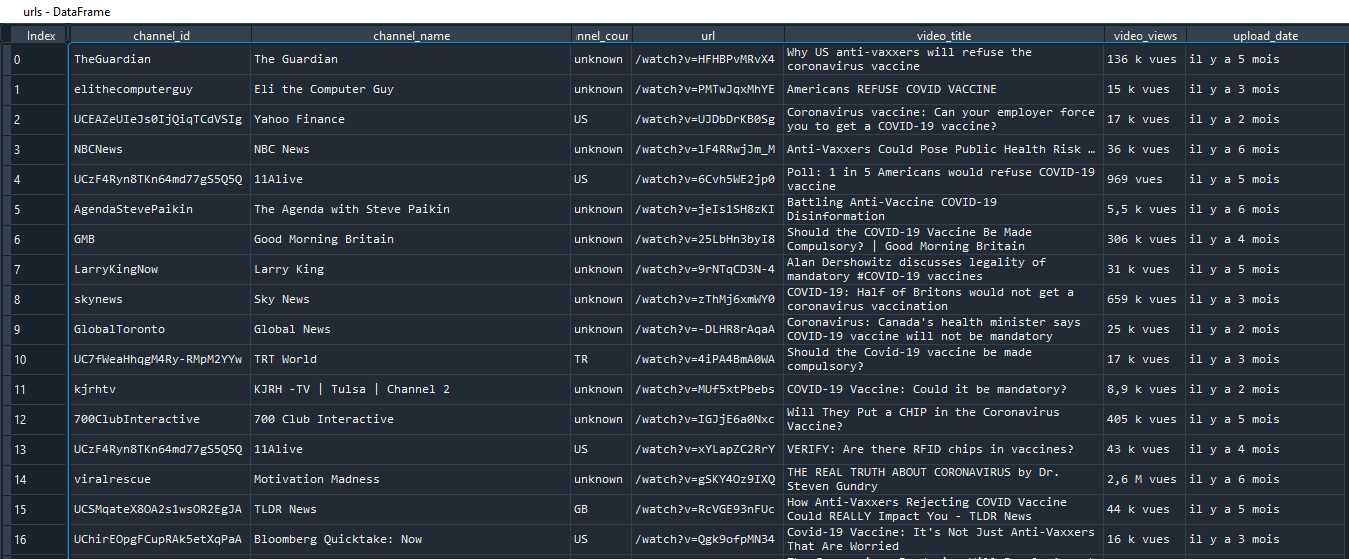 urls - DataFrame
Index channel_id channel_name nnel_cour url video_title video_views upload_date
0 TheGuardian The Guardian unknown /watch?v=HFHBPvMRvX4 Why US anti-vaxxers will refuse the
coronavirus vaccine 136 k vues il y a 5 mois
1 elithecomputerguy Eli the Computer Guy unknown /watch?v=PMTwJqxMhYE Americans REFUSE COVID VACCINE 15 k vues il y a 3 mois
2 UCEAZeUIeJs0IjQiqTCdVSIg Yahoo Finance US /watch?v=UJDbDrKB0Sg Coronavirus vaccine: Can your employer force
you to get a COVID-19 vaccine? 17 k vues il y a 2 mois
3 NBCNews NBC News unknown /watch?v=lF4RRwjJm_M Anti-Vaxxers Could Pose Public Health Risk … 36 k vues il y a 6 mois
4 UCzF4Ryn8TKn64md77gS5Q5Q 11Alive US /watch?v=6Cvh5WE2jp0 Poll: 1 in 5 Americans would refuse COVID-19
vaccine 969 vues il y a 5 mois
5 AgendaStevePaikin The Agenda with Steve Paikin unknown /watch?v=jeIs1SH8zKI Battling Anti-Vaccine COVID-19
Disinformation 5,5 k vues il y a 6 mois
6 GMB Good Morning Britain unknown /watch?v=25LbHn3byI8 Should the COVID-19 Vaccine Be Made
Compulsory? | Good Morning Britain 306 k vues il y a 4 mois
7 LarryKingNow Larry King unknown /watch?v=9rNTqCD3N-4 Alan Dershowitz discusses legality of
mandatory #COVID-19 vaccines 31 k vues il y a 5 mois
8 skynews Sky News unknown /watch?v=zThMj6xmWY0 COVID-19: Half of Britons would not get a
coronavirus vaccination 659 k vues il y a 3 mois
9 GlobalToronto Global News unknown /watch?v=-DLHR8rAqaA Coronavirus: Canada's health minister says
COVID-19 vaccine will not be mandatory 25 k vues il y a 2 mois
10 UC7fWeaHhqgM4Ry-RMpM2YYw TRT World TR /watch?v=4iPA4BmA0WA Should the Covid-19 vaccine be made
compulsory? 17 k vues il y a 3 mois
11 kjrhtv KJRH -TV | Tulsa | Channel 2 unknown /watch?v=MUf5xtPbebs COVID-19 Vaccine: Could it be mandatory? 8,9 k vues il y a 2 mois
12 700ClubInteractive 700 Club Interactive unknown /watch?v=IGJjE6a0Nxc Will They Put a CHIP in the Coronavirus
Vaccine? 405 k vues il y a 5 mois
13 UCzF4Ryn8TKn64md77gS5Q5Q 11Alive US /watch?v=xYLapZC2RrY VERIFY: Are there RFID chips in vaccines? 43 k vues il y a 4 mois
14 viralrescue Motivation Madness unknown /watch?v=gSKY4Oz9IXQ THE REAL TRUTH ABOUT CORONAVIRUS by Dr.
Steven Gundry 2,6 M vues il y a 6 mois
15 UCSMqateX8OA2s1wsOR2EgJA TLDR News GB /watch?v=RcVGE93nFUc How Anti-Vaxxers Rejecting COVID Vaccine
Could REALLY Impact You - TLDR News 44 k vues il y a 5 mois
16 UChirEOpgFCupRAk5etXqPaA Bloomberg Quicktake: Now US /watch?v=Qgk9ofpMN34 Covid-19 Vaccine: It's Not Just Anti-Vaxxers
That Are Worried 16 k vues il y a 3 mois